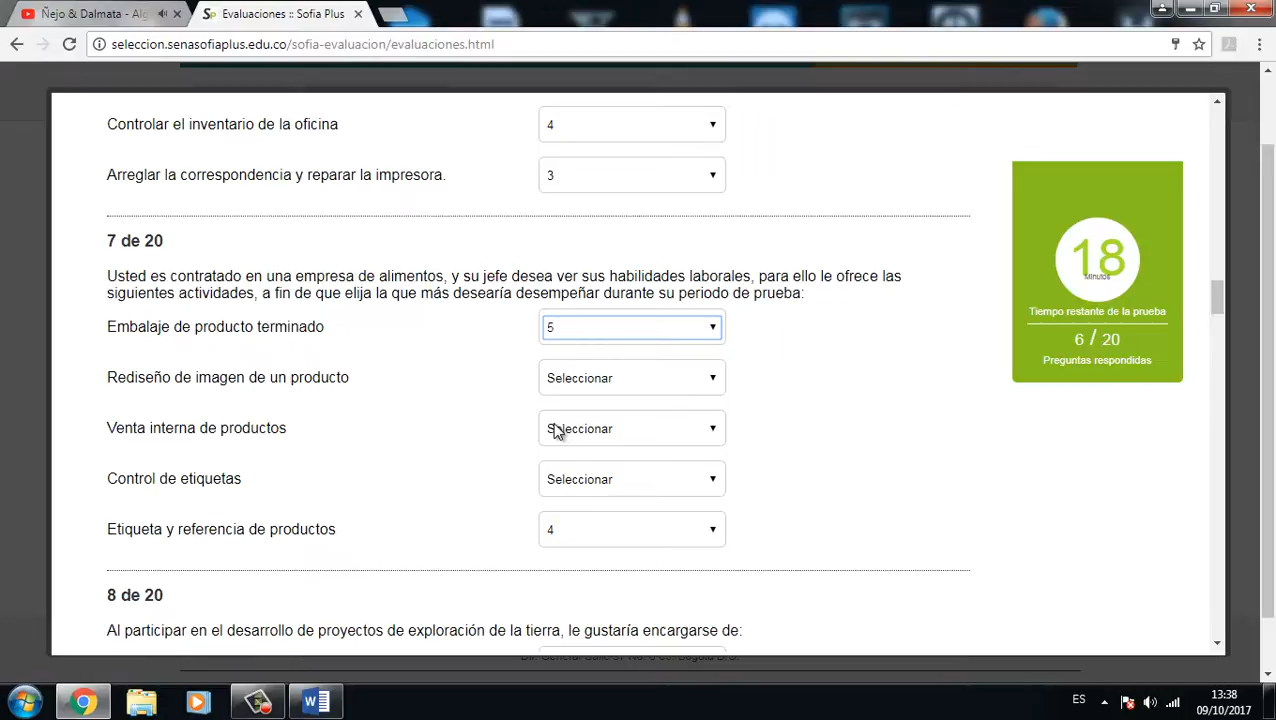 Ñejo & Dalmata - Alg
Evaluaciones :: Sofia Plus
seleccion.senasofiaplus.edu.co/sofia-evaluacion/evaluaciones.html
Controlar el inventario de la oficina
4
Arreglar la correspondencia y reparar la impresora.
3
7 de 20
Usted es contratado en una empresa de alimentos, y su jefe desea ver sus habilidades laborales, para ello le ofrece las
siguientes actividades, a fin de que elija la que más desearía desempeñar durante su periodo de prueba:
Embalaje de producto terminado
5
Rediseño de imagen de un producto
Seleccionar
Venta interna de productos
Seleccionar
Control de etiquetas
Seleccionar
Etiqueta y referencia de productos
4
8 de 20
Al participar en el desarrollo de proyectos de exploración de la tierra, le gustaría encargarse de:
18
Minutos
Tiempo restante de la prueba
6 / 20
Preguntas respondidas
ES
13:38
09/10/2017